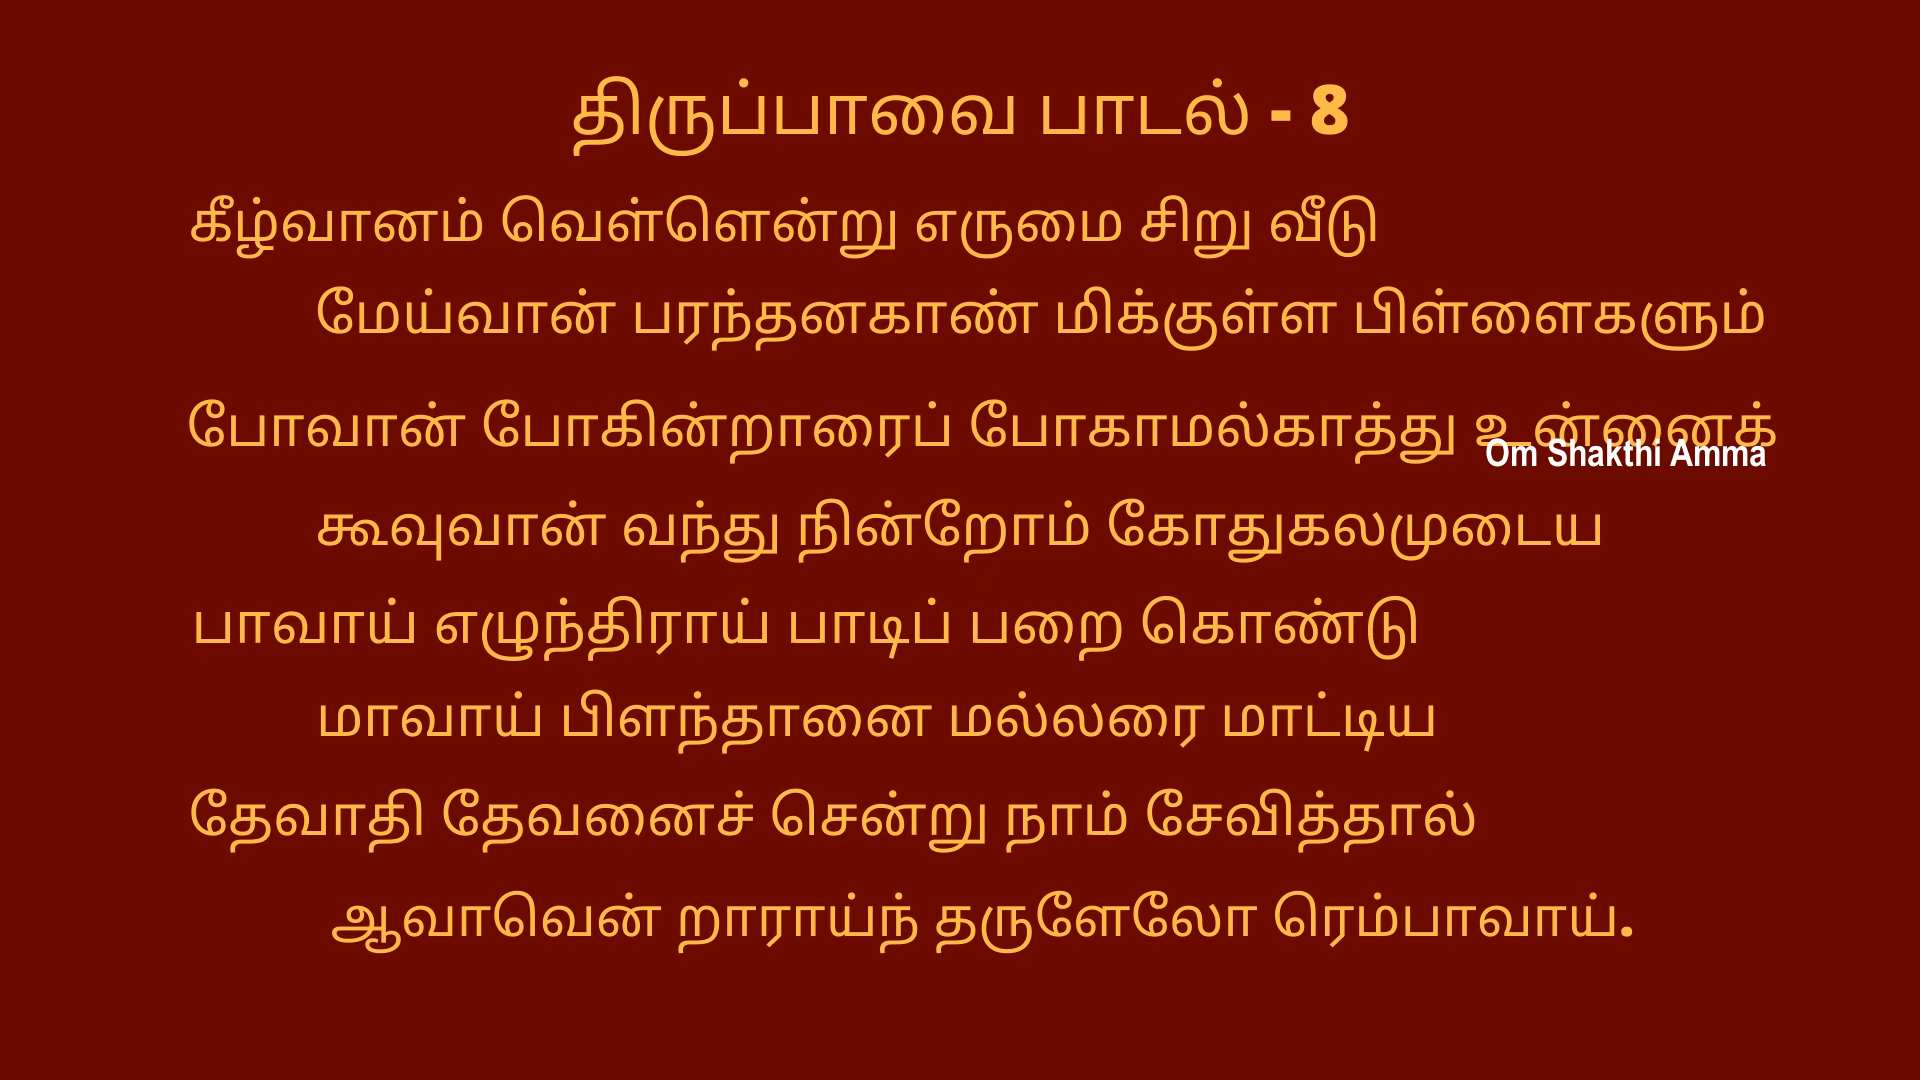 திருப்பாவை பாடல் - 8
கீழ்வானம் வெள்ளென்று எருமை சிறு வீடு
மேய்வான் பரந்தனகாண் மிக்குள்ள பிள்ளைகளும்
போவான் போகின்றாரைப் போகாமல்காத்து உன்னைக்
Om Shakthi Amma
கூவுவான் வந்து நின்றோம் கோதுகலமுடைய
பாவாய் எழுந்திராய் பாடிப் பறை கொண்டு
மாவாய் பிளந்தானை மல்லரை மாட்டிய
தேவாதி தேவனைச் சென்று நாம் சேவித்தால்
ஆவாவென் றாராய்ந் தருளேலோ ரெம்பாவாய்.